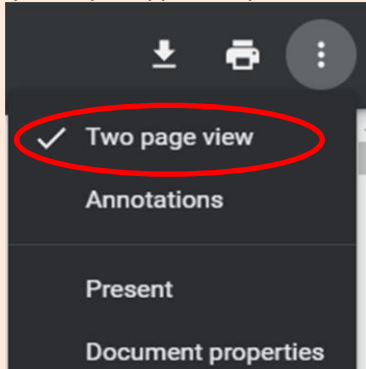 Two page view
Annotations
Present
Document properties